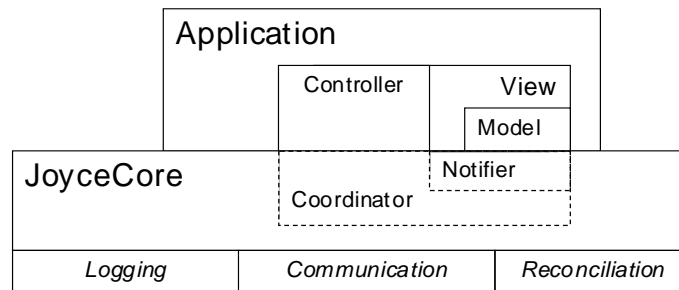 Application
Controller
View
Model
JoyceCore
Notifier
Coordinator
Logging
Communication
Reconciliation